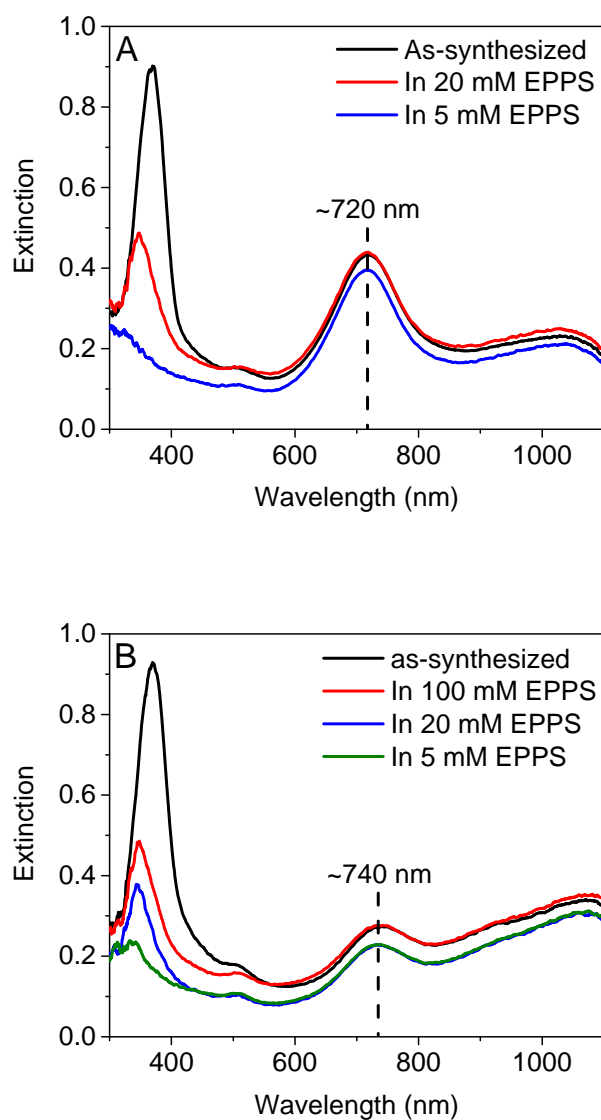 A
As-synthesized
In 20 mM EPPS
In 5 mM EPPS
~720 nm
1.0
0.8
0.6
0.4
0.2
0.0
Extinction
400 600 800 1000
Wavelength (nm)
B
as-synthesized
In 100 mM EPPS
In 20 mM EPPS
In 5 mM EPPS
~740 nm
1.0
0.8
0.6
0.4
0.2
0.0
Extinction
400 600 800 1000
Wavelength (nm)